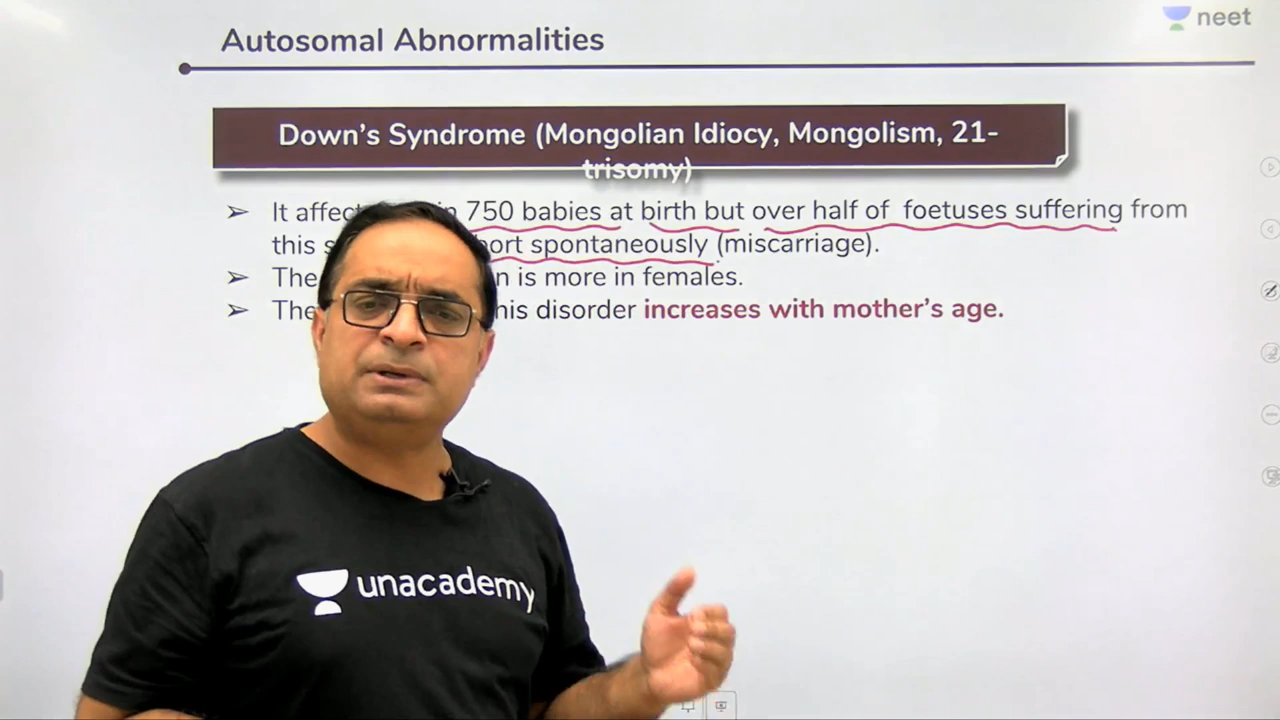 neet
Autosomal Abnormalities
Down's Syndrome (Mongolian Idiocy, Mongolism, 21-
trisomy)
➢ It affect in 750 babies at birth but over half of foetuses suffering from
this s ort spontaneously (miscarriage).
➢ The n is more in females.
➢ The his disorder increases with mother's age.
unacademy